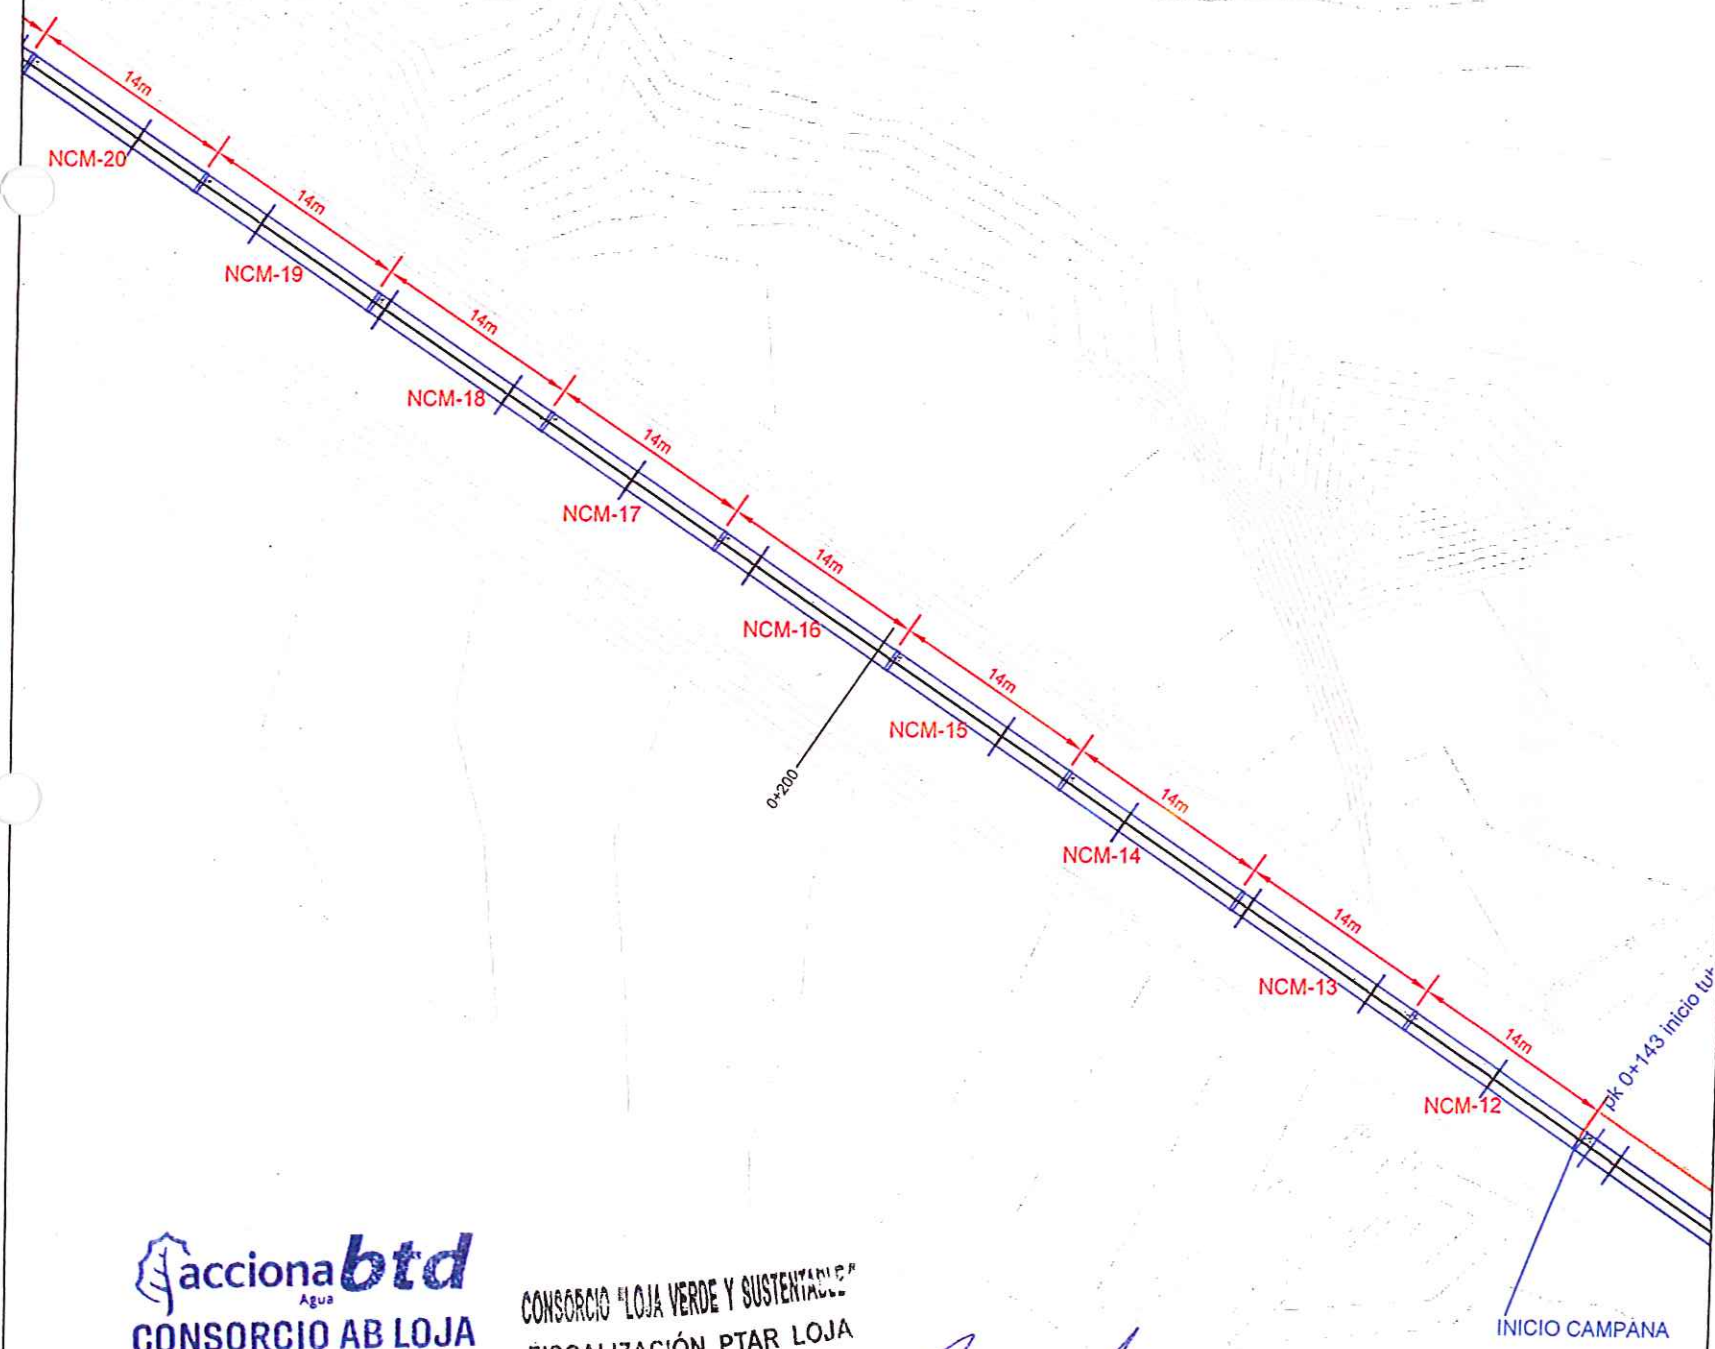 14m
NCM-20
14m
NCM-19
14m
NCM-18
14m
NCM-17
14m
NCM-16
14m
NCM-15
0+200
14m
NCM-14
14m
NCM-13
14m
NCM-12
pk 0+143 inicio
INICIO CAMPANA
acciona btd
Agua
CONSORCIO AB LOJA
CONSORCIO "LOJA VERDE Y SUSTENTABLE"
FISCALIZACIÓN PTAR LOJA